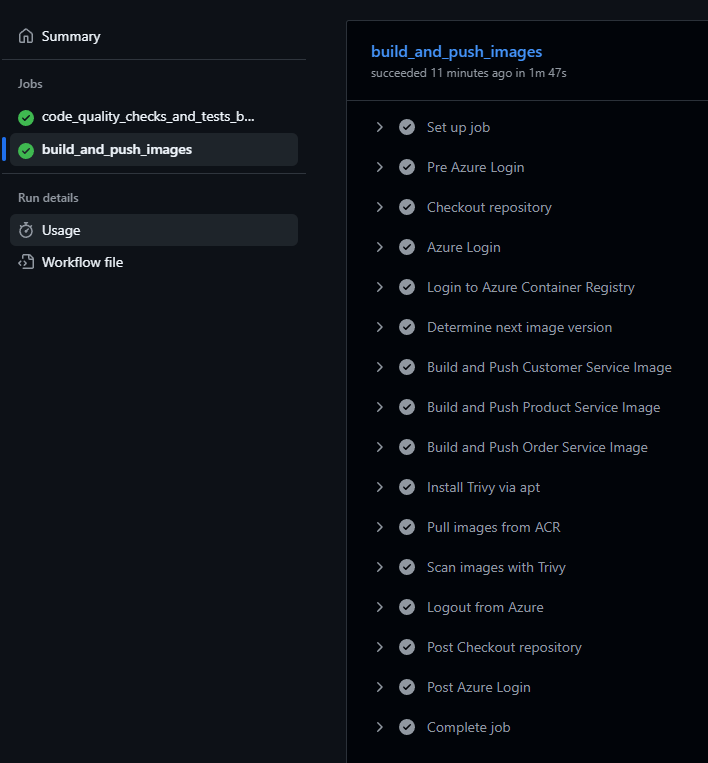 Summary
Jobs
code_quality_checks_and_tests_b...
build_and_push_images
Run details
Usage
Workflow file
build_and_push_images
succeeded 11 minutes ago in 1m 47s
Set up job
Pre Azure Login
Checkout repository
Azure Login
Login to Azure Container Registry
Determine next image version
Build and Push Customer Service Image
Build and Push Product Service Image
Build and Push Order Service Image
Install Trivy via apt
Pull images from ACR
Scan images with Trivy
Logout from Azure
Post Checkout repository
Post Azure Login
Complete job